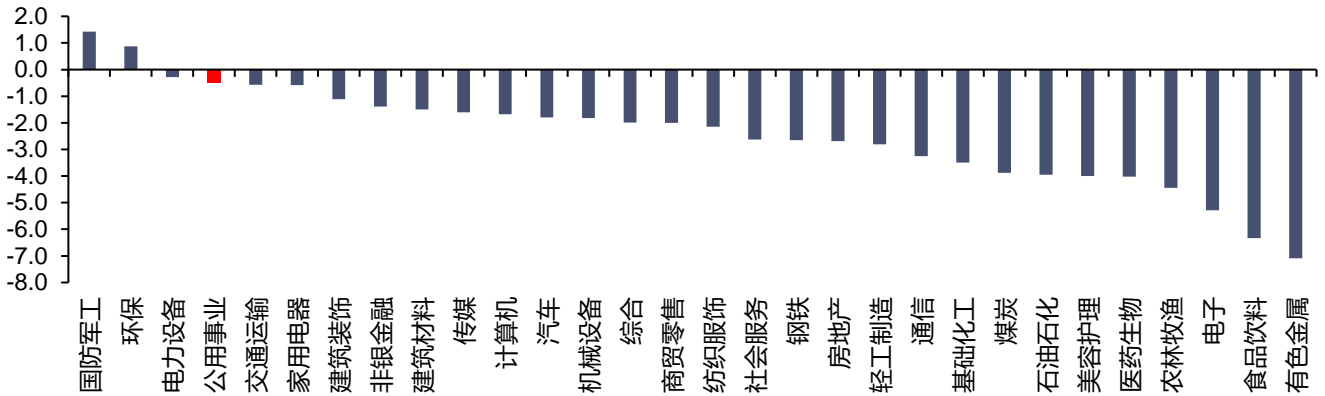 2.0
1.0
0.0
-1.0
-2.0
-3.0
-4.0
-5.0
-6.0
-7.0
-8.0
国防军工
环保
电力设备
公用事业
交通运输
家用电器
建筑装饰
非银金融
建筑材料
传媒
计算机
汽车
机械设备
综合
商贸零售
纺织服饰
社会服务
钢铁
房地产
轻工制造
通信
基础化工
煤炭
石油石化
美容护理
医药生物
农林牧渔
电子
食品饮料
有色金属